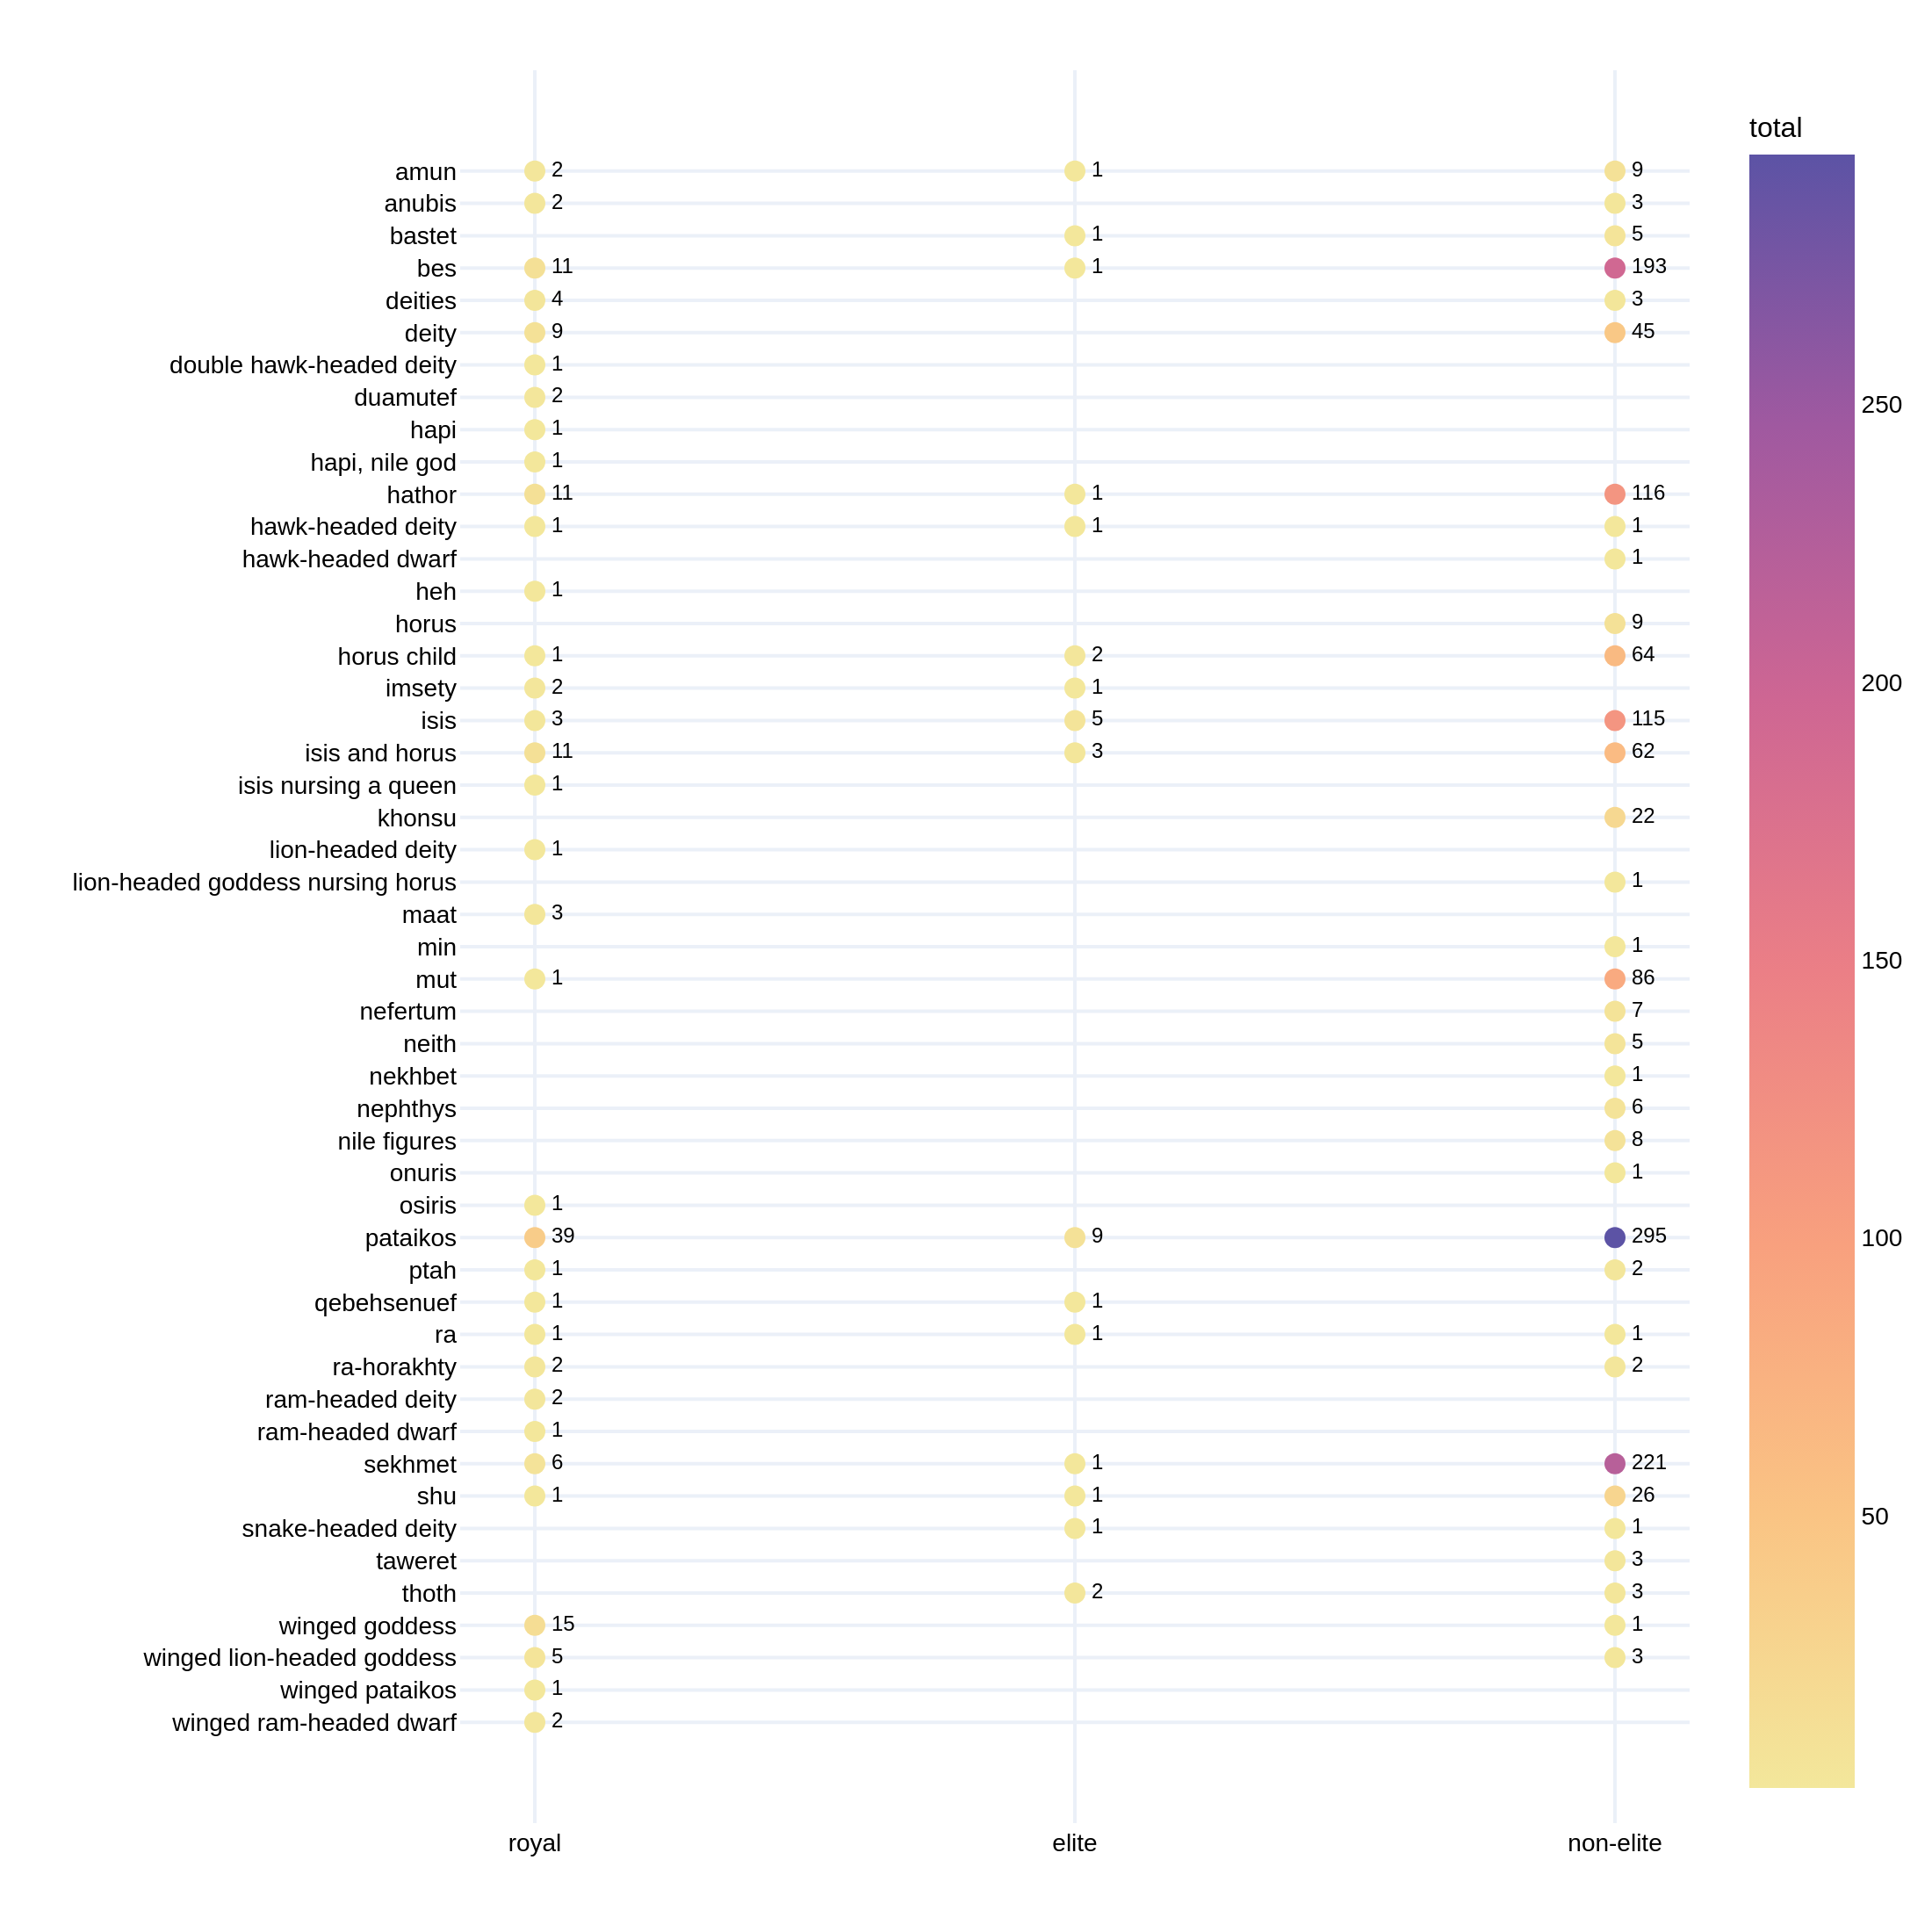 total
amun 2 1 9
anubis 2 3
bastet 1 5
bes 11 1 193
deities 4 3
deity 9 45
double hawk-headed deity 1
duamutef 2
hapi 1
250
hapi, nile god 1
hathor 11 1 116
hawk-headed deity 1 1 1
hawk-headed dwarf 1
heh 1
horus 9
horus child 1 2 64
imsety 2 1
200
isis 3 5 115
isis and horus 11 3 62
isis nursing a queen 1
khonsu 22
lion-headed deity 1
lion-headed goddess nursing horus 1
maat 3
min 1
150
mut 1 86
nefertum 7
neith 5
nekhbet 1
nephthys 6
nile figures 8
onuris 1
osiris 1
pataikos 39 9 295
100
ptah 1 2
qebehsenuef 1 1
ra 1 1 1
ra-horakhty 2 2
ram-headed deity 2
ram-headed dwarf 1
sekhmet 6 1 221
shu 1 1 26
50
snake-headed deity 1 1
taweret 3
thoth 2 3
winged goddess 15 1
winged lion-headed goddess 5 3
winged pataikos 1
winged ram-headed dwarf 2
royal elite non-elite